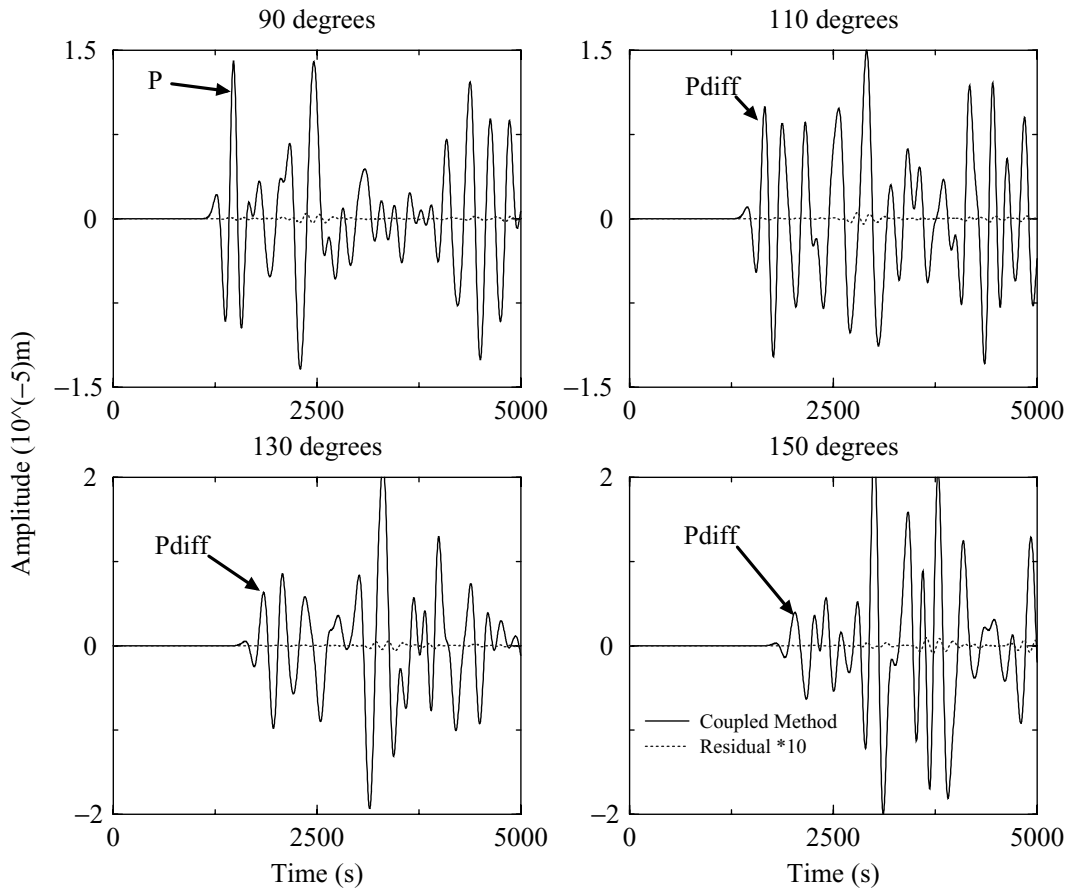 90 degrees
110 degrees
1.5
P
0
−1.5
0
2500
5000
1.5
Pdiff
0
−1.5
0
2500
5000
Amplitude (10^(−5)m)
130 degrees
150 degrees
2
Pdiff
0
−2
0
2500
5000
Time (s)
2
Pdiff
0
Coupled Method
Residual *10
−2
0
2500
5000
Time (s)